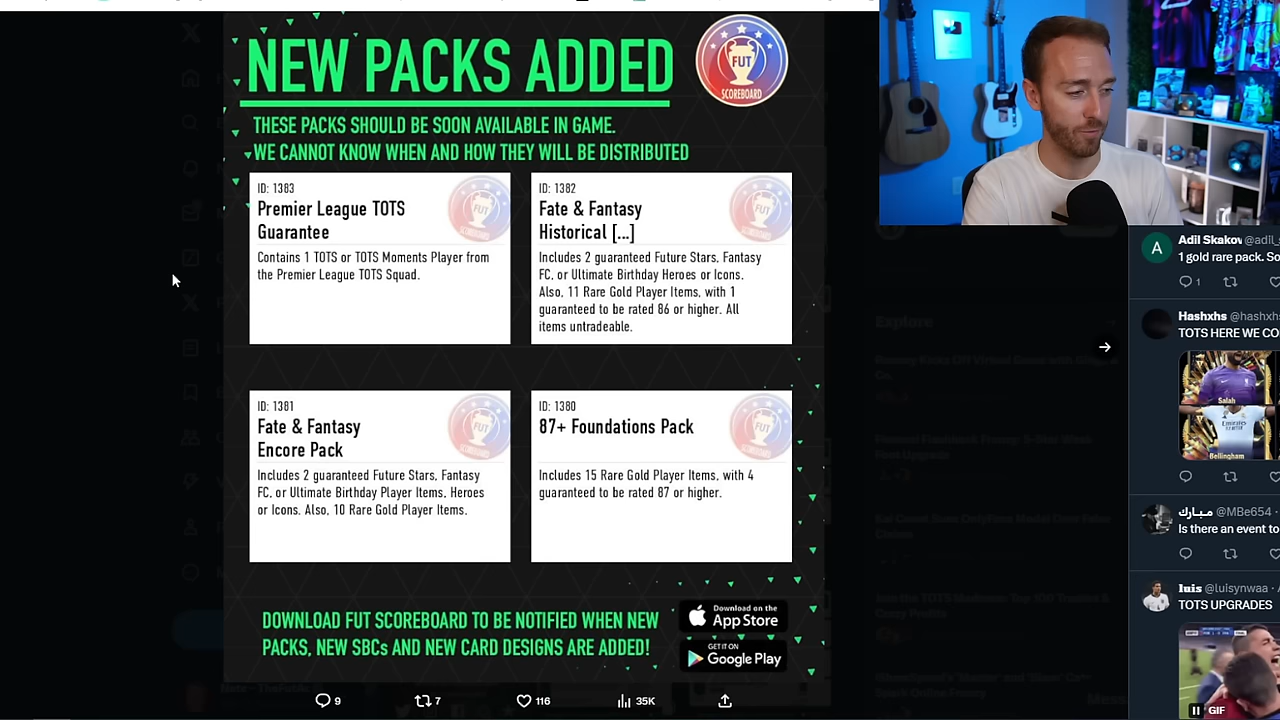 NEW PACKS ADDED
FUT
SCOREBOARD
THESE PACKS SHOULD BE SOON AVAILABLE IN GAME.
WE CANNOT KNOW WHEN AND HOW THEY WILL BE DISTRIBUTED
ID: 1383
Premier League TOTS
Guarantee
Contains 1 TOTS or TOTS Moments Player from
the Premier League TOTS Squad.
ID: 1382
Fate & Fantasy
Historical [...]
Includes 2 guaranteed Future Stars, Fantasy
FC, or Ultimate Birthday Heroes or Icons.
Also, 11 Rare Gold Player Items, with 1
guaranteed to be rated 86 or higher. All
items untradeable.
ID: 1381
Fate & Fantasy
Encore Pack
Includes 2 guaranteed Future Stars, Fantasy
FC, or Ultimate Birthday Player Items, Heroes
or Icons. Also, 10 Rare Gold Player Items.
ID: 1380
87+ Foundations Pack
Includes 15 Rare Gold Player Items, with 4
guaranteed to be rated 87 or higher.
DOWNLOAD FUT SCOREBOARD TO BE NOTIFIED WHEN NEW
PACKS, NEW SBCs AND NEW CARD DESIGNS ARE ADDED!
Download on the
App Store
GET IT ON
Google Play
9
7
116
35K
Explore
A
Adil Skakov @adil_
1 gold rare pack. So
1
Hashxhs @hashxhs
TOTS HERE WE CO
Salah
Bellingham
مبارك @MBe654 ·
Is there an event to
luis @luisynwaa ·
TOTS UPGRADES
GIF